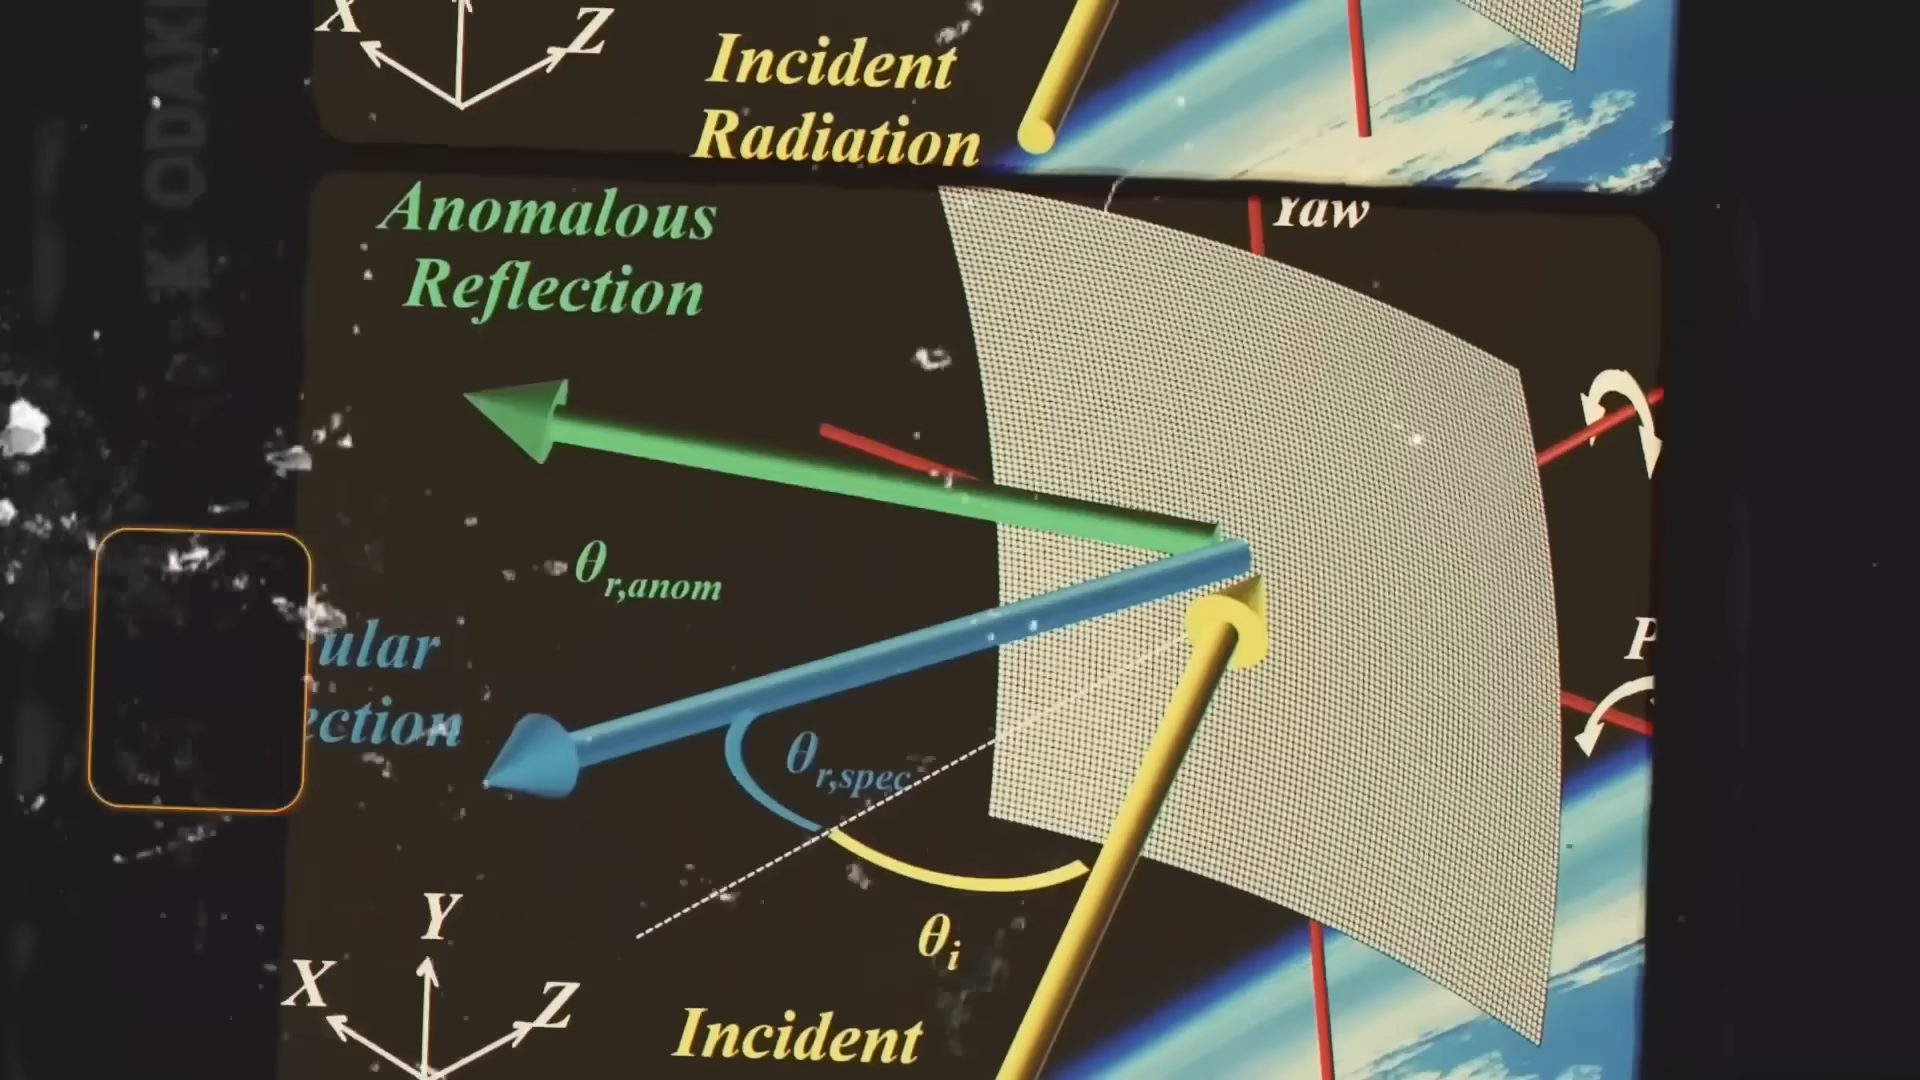 X
Z
Incident
Radiation
Anomalous
Reflection
Yaw
θr,anom
ular
ection
θr,spec
P
θi
Y
X
Z
Incident